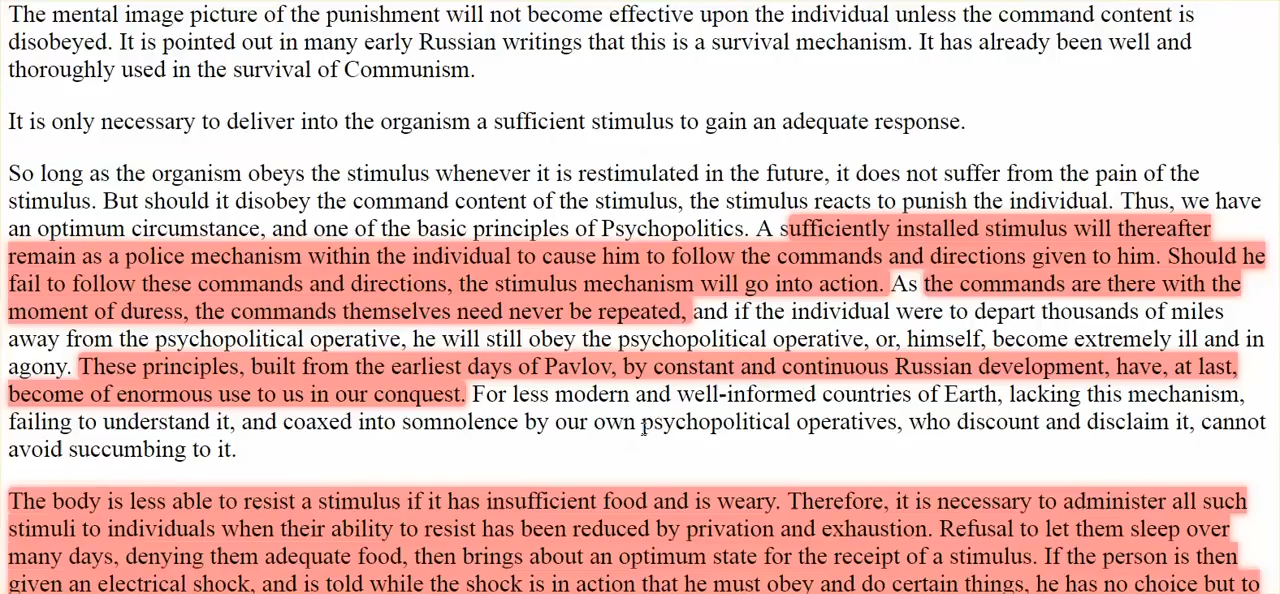 The mental image picture of the punishment will not become effective upon the individual unless the command content is
disobeyed. It is pointed out in many early Russian writings that this is a survival mechanism. It has already been well and
thoroughly used in the survival of Communism.
It is only necessary to deliver into the organism a sufficient stimulus to gain an adequate response.
So long as the organism obeys the stimulus whenever it is restimulated in the future, it does not suffer from the pain of the
stimulus. But should it disobey the command content of the stimulus, the stimulus reacts to punish the individual. Thus, we have
an optimum circumstance, and one of the basic principles of Psychopolitics. A sufficiently installed stimulus will thereafter
remain as a police mechanism within the individual to cause him to follow the commands and directions given to him. Should he
fail to follow these commands and directions, the stimulus mechanism will go into action. As the commands are there with the
moment of duress, the commands themselves need never be repeated, and if the individual were to depart thousands of miles
away from the psychopolitical operative, he will still obey the psychopolitical operative, or, himself, become extremely ill and in
agony. These principles, built from the earliest days of Pavlov, by constant and continuous Russian development, have, at last,
become of enormous use to us in our conquest. For less modern and well-informed countries of Earth, lacking this mechanism,
failing to understand it, and coaxed into somnolence by our own psychopolitical operatives, who discount and disclaim it, cannot
avoid succumbing to it.
The body is less able to resist a stimulus if it has insufficient food and is weary. Therefore, it is necessary to administer all such
stimuli to individuals when their ability to resist has been reduced by privation and exhaustion. Refusal to let them sleep over
many days, denying them adequate food, then brings about an optimum state for the receipt of a stimulus. If the person is then
given an electrical shock, and is told while the shock is in action that he must obey and do certain things, he has no choice but to